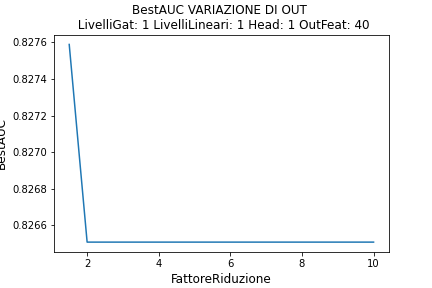 BestAUC VARIAZIONE DI OUT
LivelliGat: 1 LivelliLineari: 1 Head: 1 OutFeat: 40
0.8276
0.8274
0.8272
0.8270
0.8268
0.8266
BestAUC
2 4 6 8 10
FattoreRiduzione